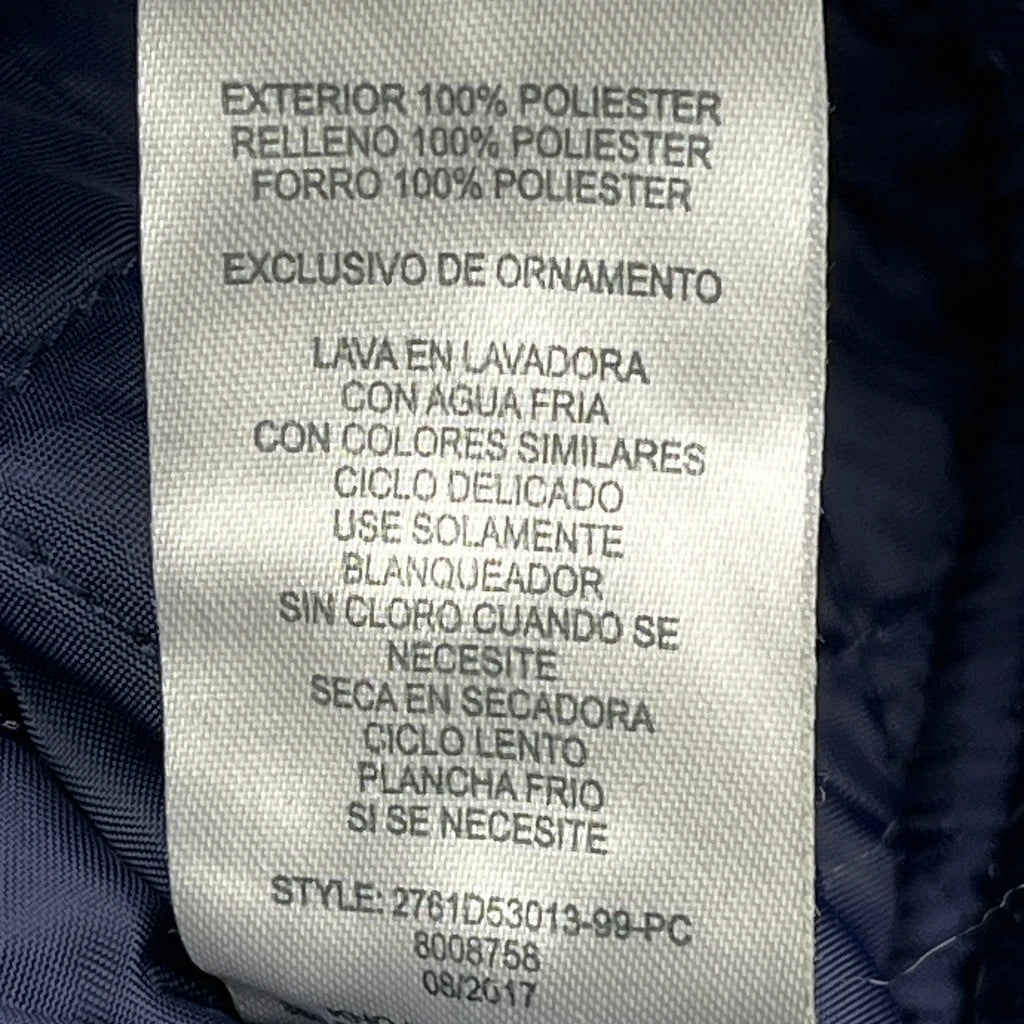 EXTERIOR 100% POLIESTER
RELLENO 100% POLIESTER
FORRO 100% POLIESTER
EXCLUSIVO DE ORNAMENTO
LAVA EN LAVADORA
CON AGUA FRIA
CON COLORES SIMILARES
CICLO DELICADO
USE SOLAMENTE
BLANQUEADOR
SIN CLORO CUANDO SE
NECESITE
SECA EN SECADORA
CICLO LENTO
PLANCHA FRIO
SI SE NECESITE
STYLE: 2761D53013-99-PC
8008758
08/2017